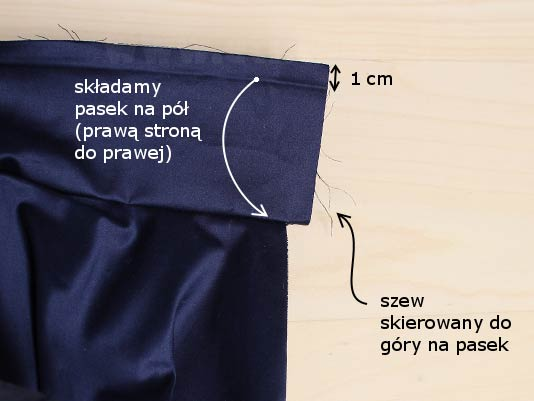 składamy
pasek na pół
(prawą stroną
do prawej)
1 cm
szew
skierowany do
góry na pasek